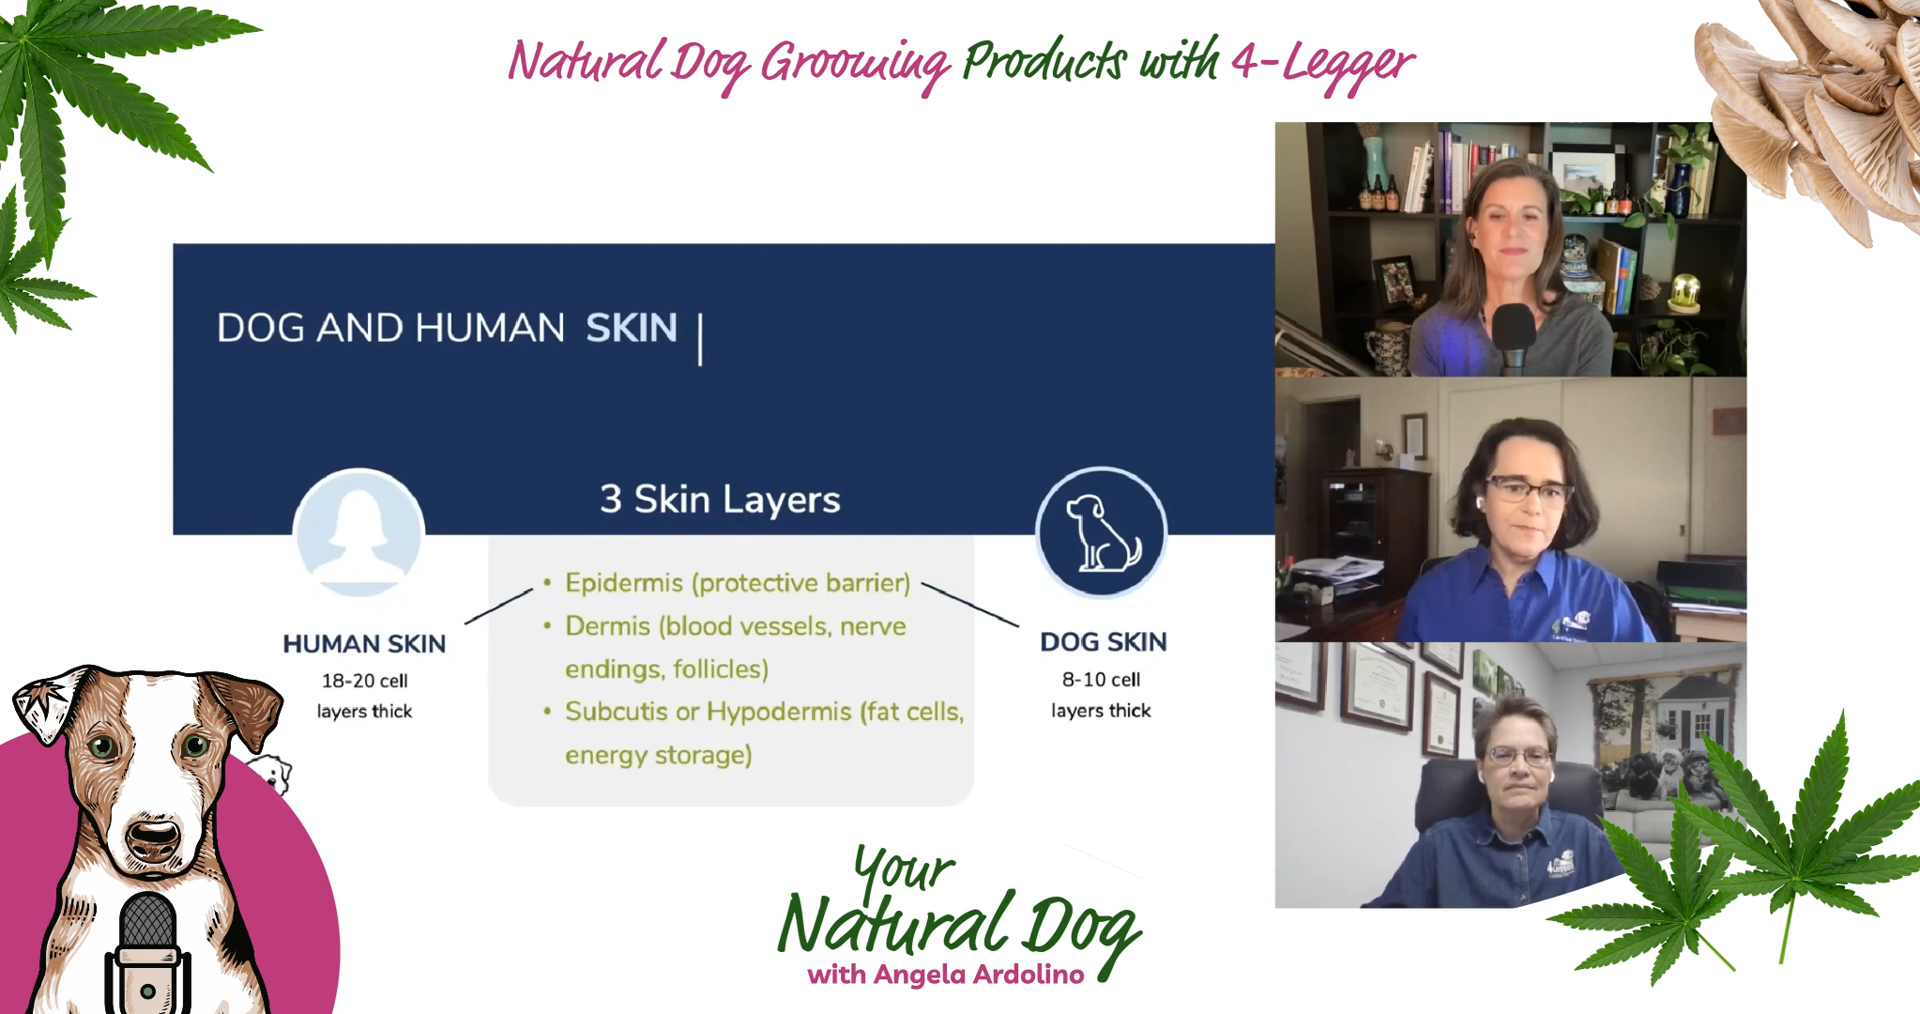 Natural Dog Grooming Products with 4-Legger
DOG AND HUMAN SKIN
3 Skin Layers
HUMAN SKIN
18-20 cell
layers thick
• Epidermis (protective barrier)
• Dermis (blood vessels, nerve
endings, follicles)
• Subcutis or Hypodermis (fat cells,
energy storage)
DOG SKIN
8-10 cell
layers thick
Your
Natural Dog
with Angela Ardolino